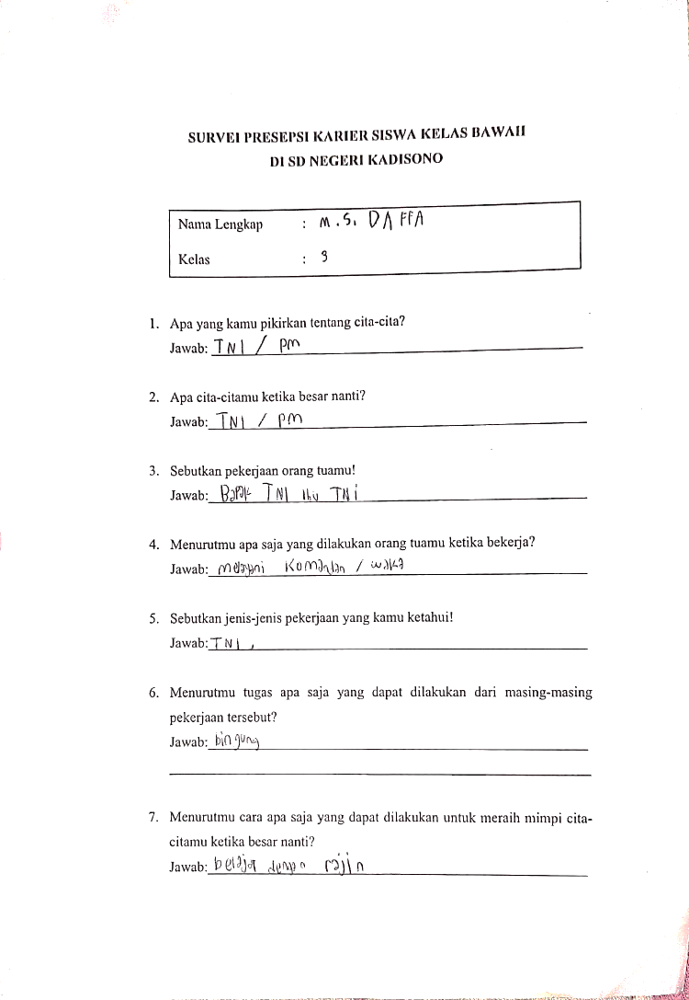 SURVEI PRESEPSI KARIER SISWA KELAS BAWAH
DI SD NEGERI KADISONO
Nama Lengkap : M.S. DAFFA
Kelas : 3
1. Apa yang kamu pikirkan tentang cita-cita?
Jawab: TNI / PM
2. Apa cita-citamu ketika besar nanti?
Jawab: TNI / PM
3. Sebutkan pekerjaan orang tuamu!
Jawab: Bapak TNI Ibu TNi
4. Menurutmu apa saja yang dilakukan orang tuamu ketika bekerja?
Jawab: melayani Komandan /
5. Sebutkan jenis-jenis pekerjaan yang kamu ketahui!
Jawab: TNI ,
6. Menurutmu tugas apa saja yang dapat dilakukan dari masing-masing
pekerjaan tersebut?
Jawab: bingung
7. Menurutmu cara apa saja yang dapat dilakukan untuk meraih mimpi cita-
citamu ketika besar nanti?
Jawab: belajar dengan rajin